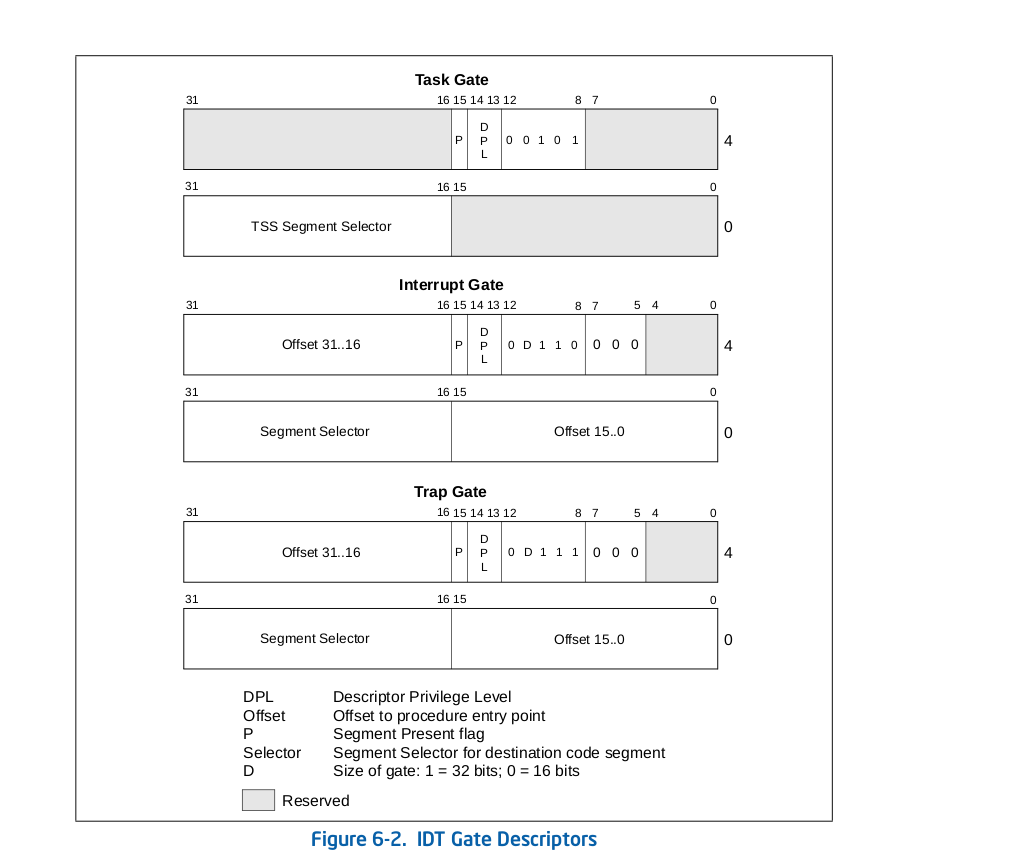 Task Gate
31 16 15 14 13 12 8 7 0
P D P L 0 0 1 0 1 4
31 16 15 0
TSS Segment Selector 0
Interrupt Gate
31 16 15 14 13 12 8 7 5 4 0
Offset 31..16 P D P L 0 D 1 1 0 0 0 0 4
31 16 15 0
Segment Selector Offset 15..0 0
Trap Gate
31 16 15 14 13 12 8 7 5 4 0
Offset 31..16 P D P L 0 D 1 1 1 0 0 0 4
31 16 15 0
Segment Selector Offset 15..0 0
DPL Descriptor Privilege Level
Offset Offset to procedure entry point
P Segment Present flag
Selector Segment Selector for destination code segment
D Size of gate: 1 = 32 bits; 0 = 16 bits
Reserved
Figure 6-2. IDT Gate Descriptors